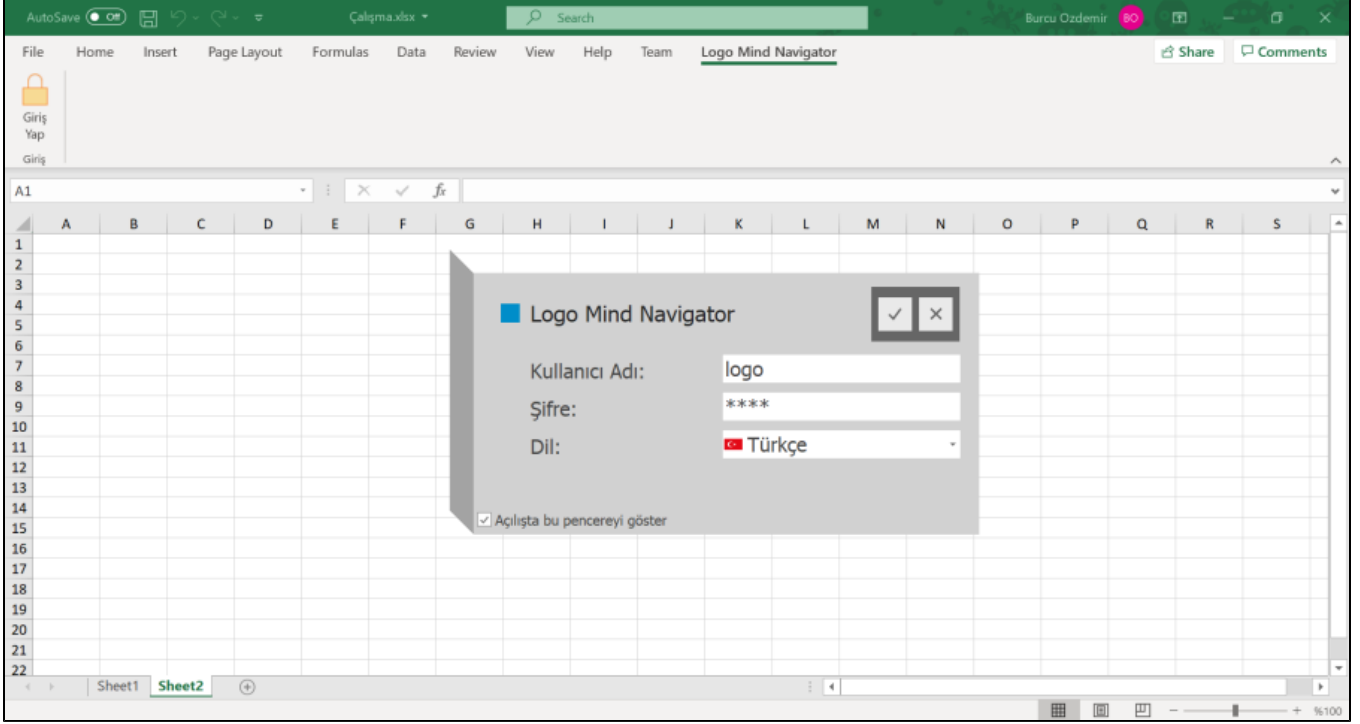 AutoSave Off Çalışma.xlsx Search Burcu Ozdemir BO
File Home Insert Page Layout Formulas Data Review View Help Team Logo Mind Navigator Share Comments
Giriş
Yap
Giriş
A1 fx
A B C D E F G H I J K L M N O P Q R S
1
2
3
4
5
6
7
8
9
10
11
12
13
14
15
16
17
18
19
20
21
22
Logo Mind Navigator
Kullanıcı Adı: logo
Şifre: ****
Dil: Türkçe
Açılışta bu pencereyi göster
Sheet1 Sheet2
%100